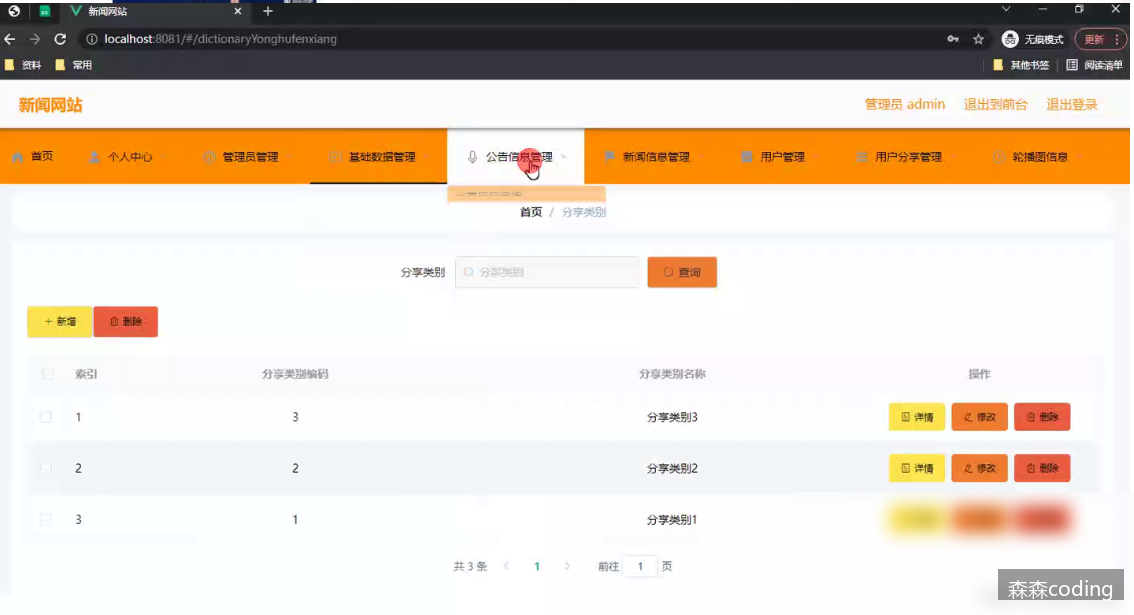 新闻网站
localhost:8081/#/dictionaryYonghufenxiang
无痕模式
更新
资料
常用
其他书签
阅读清单
新闻网站
管理员 admin
退出到前台
退出登录
首页
个人中心
管理员管理
基础数据管理
公告信息管理
新闻信息管理
用户管理
用户分享管理
轮播图信息
首页 / 分享类别
分享类别
分享类别
查询
+ 新增
删除
索引 分享类别编码 分享类别名称 操作
1 3 分享类别3 详情 修改 删除
2 2 分享类别2 详情 修改 删除
3 1 分享类别1
共 3 条 < 1 > 前往 1 页
森森coding